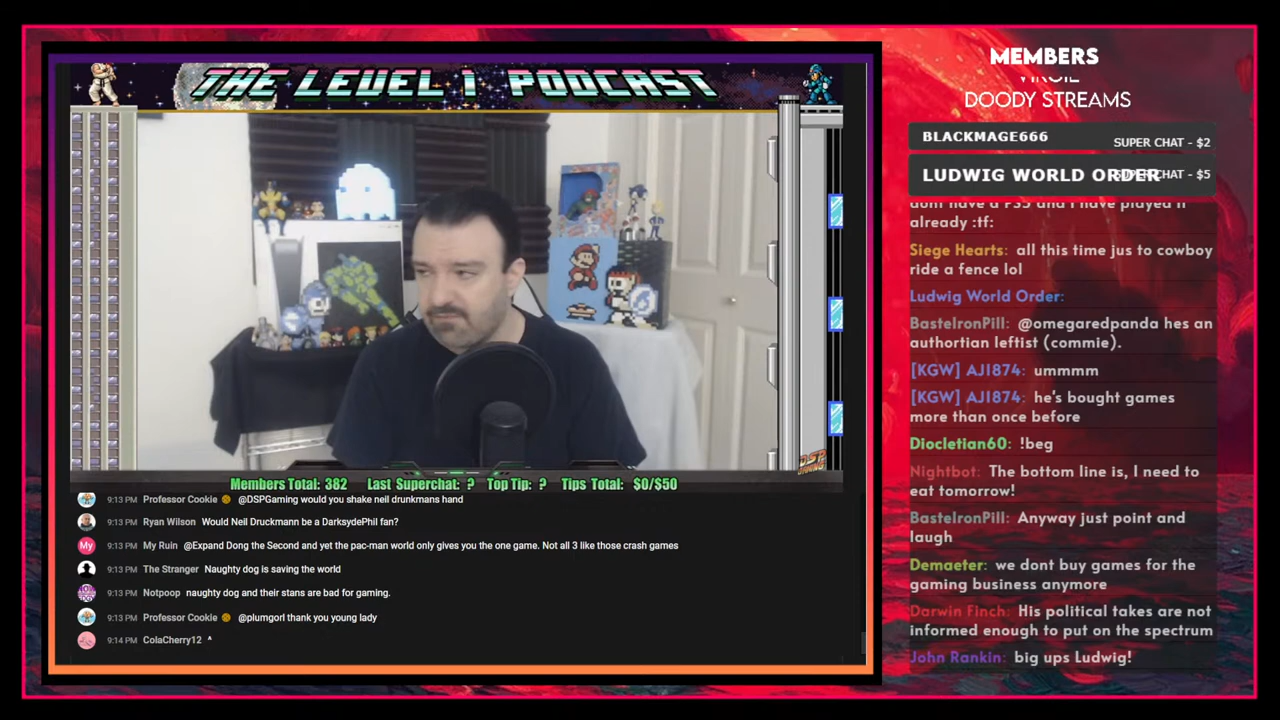 THE LEVEL 1 PODCAST
Members Total: 382 Last Superchat: ? Top Tip: ? Tips Total: $0/$50
9:13 PM Professor Cookie @DSPGaming would you shake neil drunkmans hand
9:13 PM Ryan Wilson Would Neil Druckmann be a DarksydePhil fan?
My 9:13 PM My Ruin @Expand Dong the Second and yet the pac-man world only gives you the one game. Not all 3 like those crash games
9:13 PM The Stranger Naughty dog is saving the world
9:13 PM Notpoop naughty dog and their stans are bad for gaming.
9:13 PM Professor Cookie @plumgorl thank you young lady
9:14 PM ColaCherry12 ^
DSP
GAMING
MEMBERS
VIRGIL
DOODY STREAMS
BLACKMAGE666 SUPER CHAT - $2
LUDWIG WORLD ORDER SUPER CHAT - $5
already :tf:
Siege Hearts: all this time jus to cowboy
ride a fence lol
Ludwig World Order:
BasteIronPill: @omegaredpanda hes an
authortian leftist (commie).
[KGW] AJ1874: ummmm
[KGW] AJ1874: he's bought games
more than once before
Diocletian60: !beg
Nightbot: The bottom line is, I need to
eat tomorrow!
BasteIronPill: Anyway just point and
laugh
Demaeter: we dont buy games for the
gaming business anymore
Darwin Finch: His political takes are not
informed enough to put on the spectrum
John Rankin: big ups Ludwig!